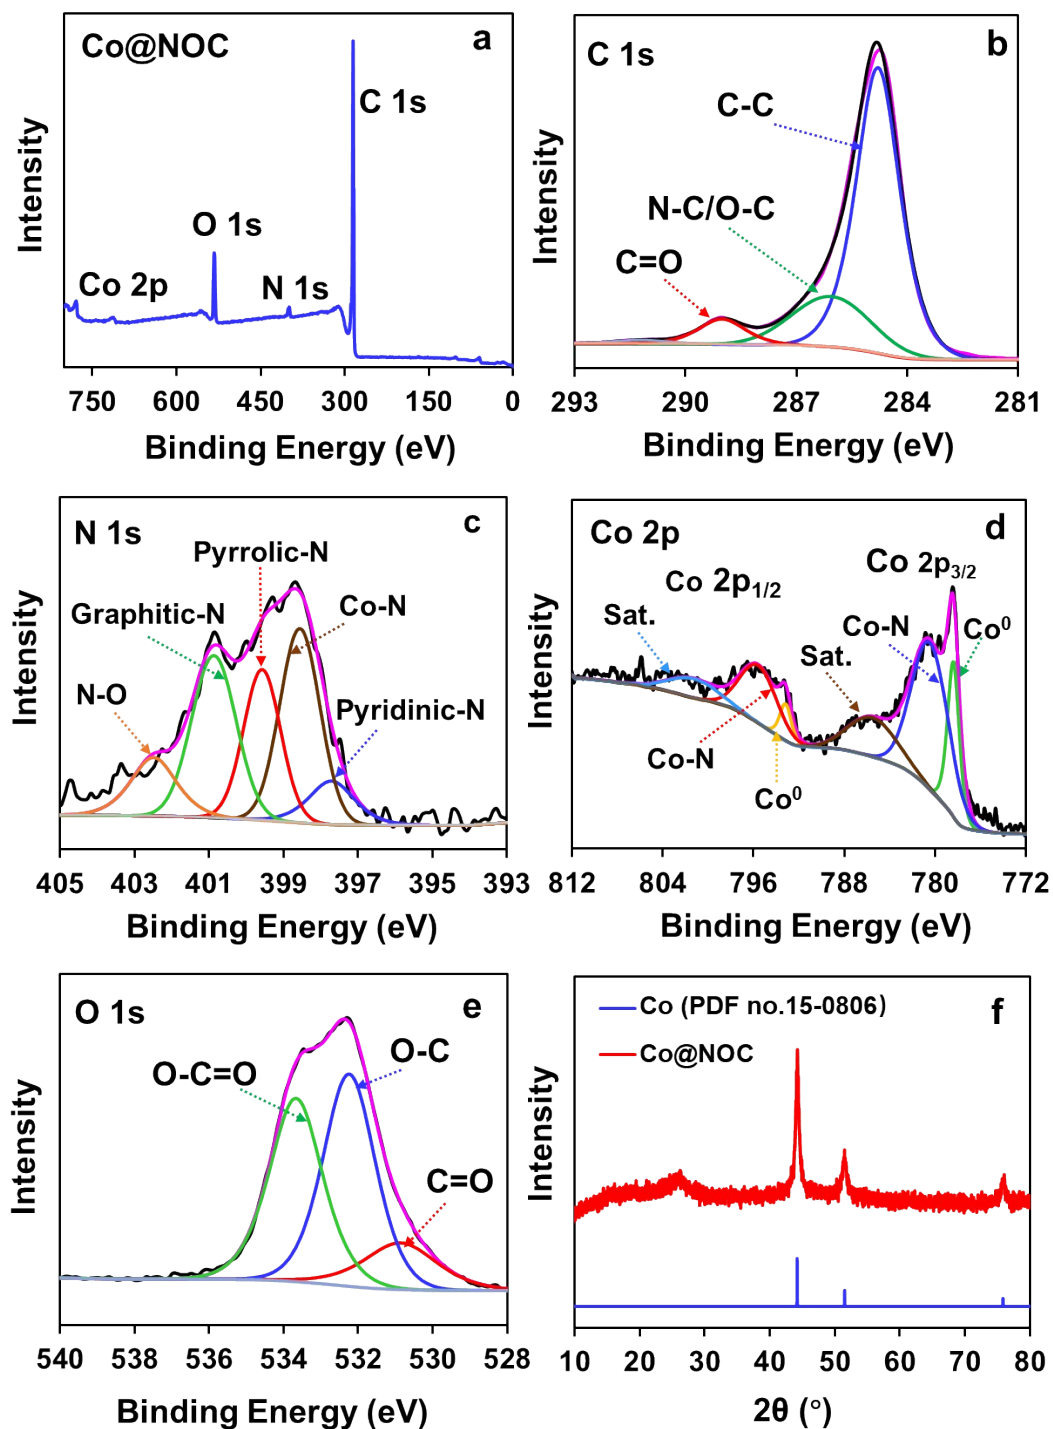 Co@NOC
a
C 1s
O 1s
Co 2p
N 1s
Intensity
750 600 450 300 150 0
Binding Energy (eV)
C 1s
b
C-C
N-C/O-C
C=O
Intensity
293 290 287 284 281
Binding Energy (eV)
N 1s
c
Pyrrolic-N
Graphitic-N
Co-N
N-O
Pyridinic-N
Intensity
405 403 401 399 397 395 393
Binding Energy (eV)
Co 2p
d
Co 2p3/2
Co 2p1/2
Sat.
Co-N
Co⁰
Sat.
Co-N
Co⁰
Intensity
812 804 796 788 780 772
Binding Energy (eV)
O 1s
e
O-C
O-C=O
C=O
Intensity
540 538 536 534 532 530 528
Binding Energy (eV)
Co (PDF no.15-0806)
f
Co@NOC
Intensity
10 20 30 40 50 60 70 80
2θ (°)